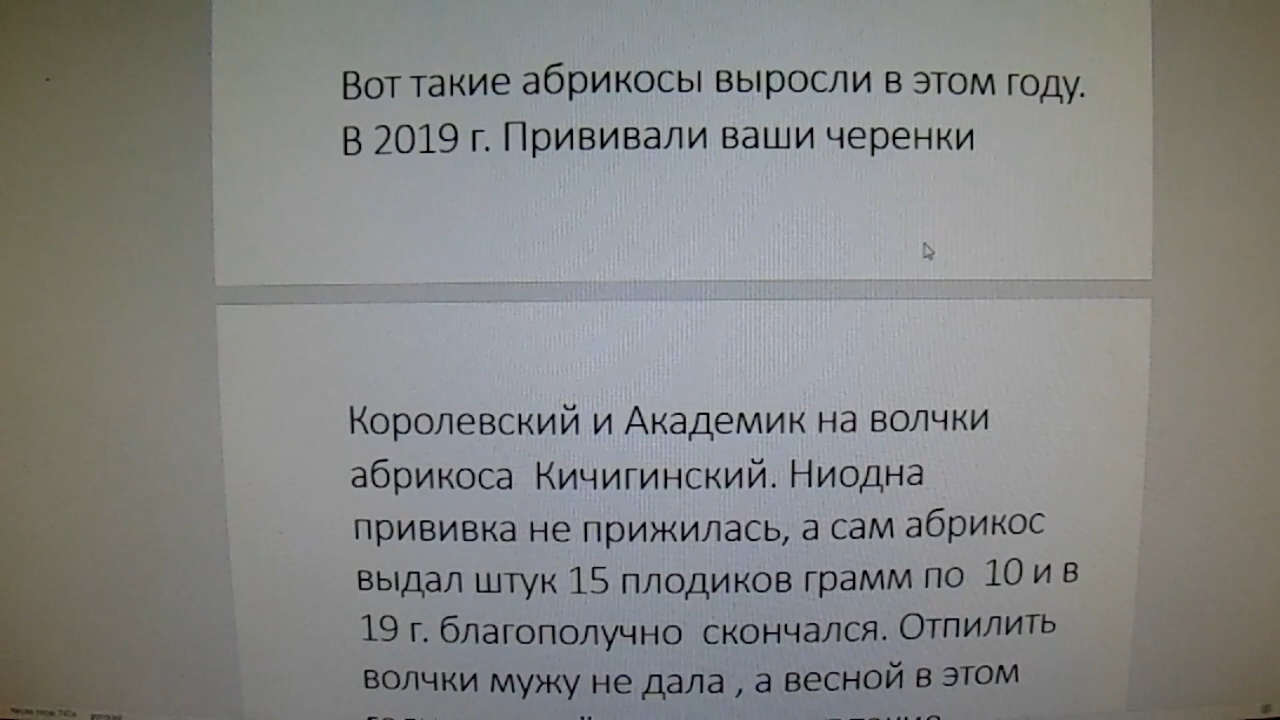 Вот такие абрикосы выросли в этом году.
В 2019 г. Прививали ваши черенки
Королевский и Академик на волчки
абрикоса Кичигинский. Ниодна
прививка не прижилась, а сам абрикос
выдал штук 15 плодиков грамм по 10 и в
19 г. благополучно скончался. Отпилить
волчки мужу не дала , а весной в этом